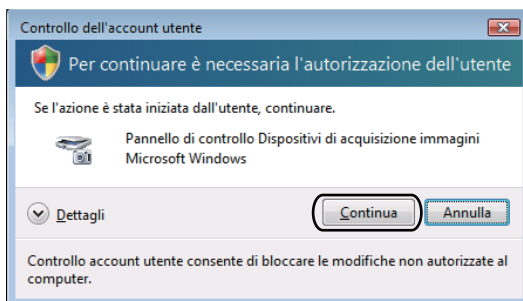 Controllo dell'account utente
Per continuare è necessaria l'autorizzazione dell'utente
Se l'azione è stata iniziata dall'utente, continuare.
Pannello di controllo Dispositivi di acquisizione immagini
Microsoft Windows
Dettagli
Continua
Annulla
Controllo account utente consente di bloccare le modifiche non autorizzate al
computer.